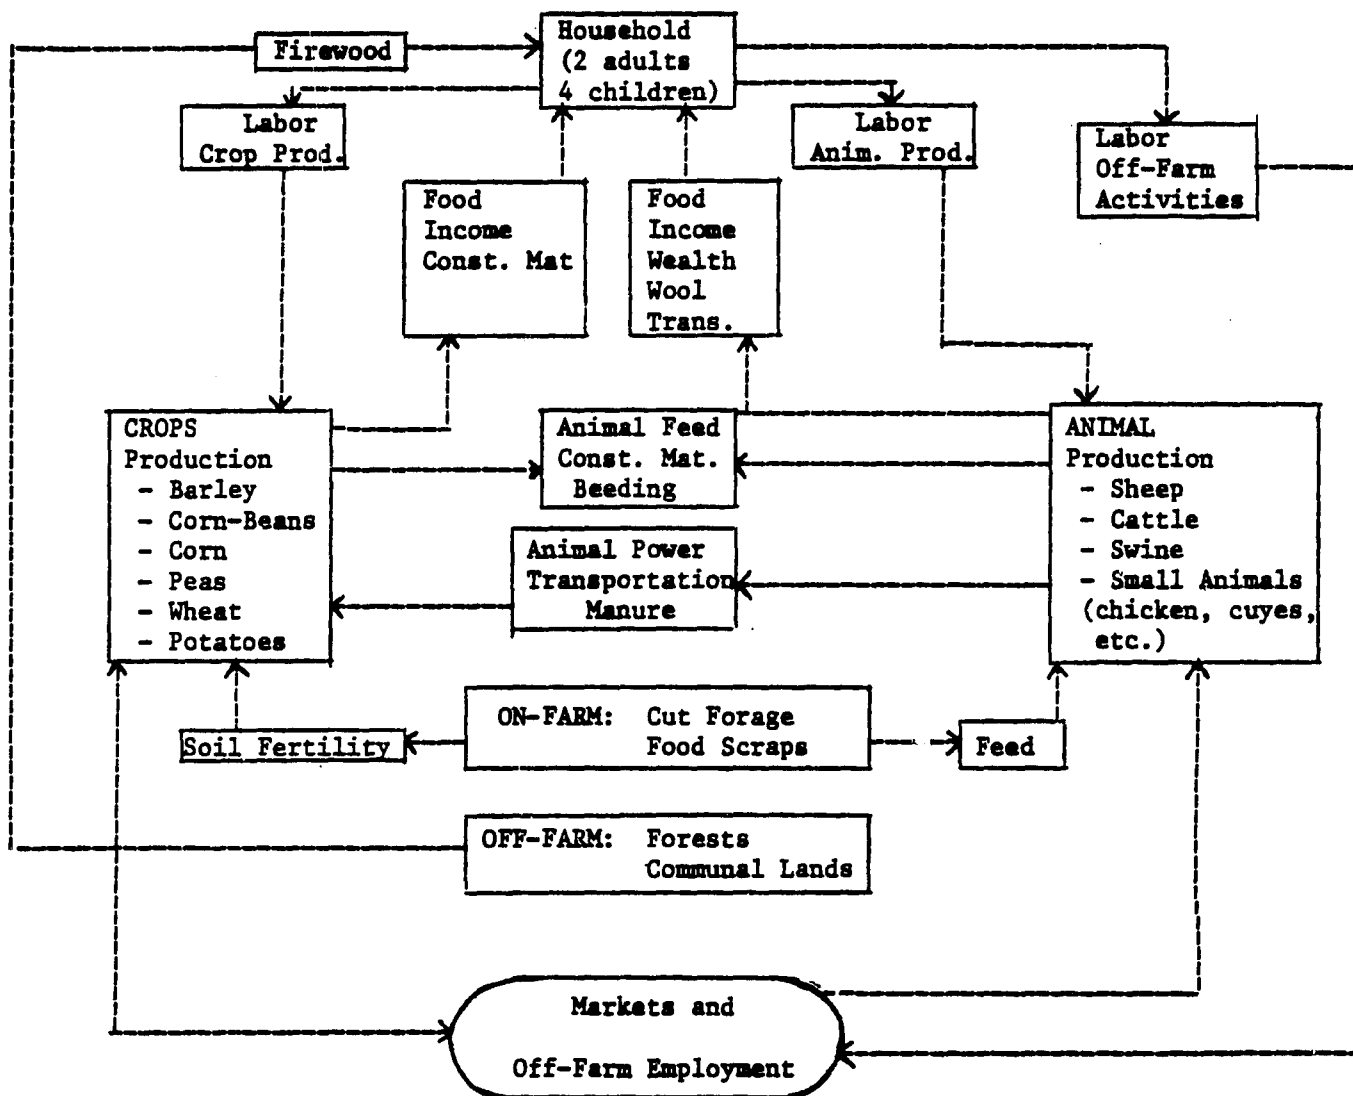 Firewood
Household
(2 adults
4 children)
Labor
Crop Prod.
Labor
Anim. Prod.
Labor
Off-Farm
Activities
Food
Income
Const. Mat
Food
Income
Wealth
Wool
Trans.
CROPS
Production
- Barley
- Corn-Beans
- Corn
- Peas
- Wheat
- Potatoes
Animal Feed
Const. Mat.
Beeding
Animal Power
Transportation
Manure
ANIMAL
Production
- Sheep
- Cattle
- Swine
- Small Animals
(chicken, cuyes,
etc.)
Soil Fertility
ON-FARM: Cut Forage
Food Scraps
Feed
OFF-FARM: Forests
Communal Lands
Markets and
Off-Farm Employment